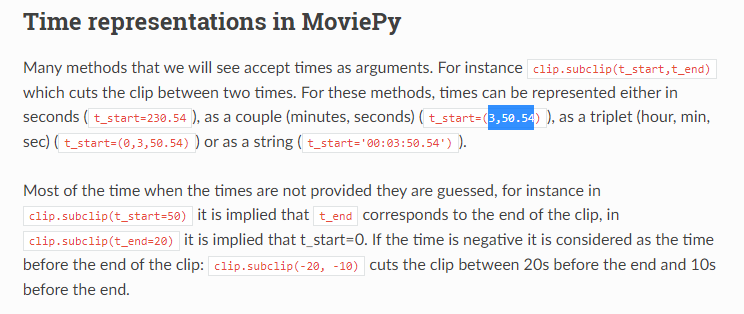 Time representations in MoviePy
Many methods that we will see accept times as arguments. For instance clip.subclip(t_start,t_end)
which cuts the clip between two times. For these methods, times can be represented either in
seconds ( t_start=230.54 ), as a couple (minutes, seconds) ( t_start=(3,50.54) ), as a triplet (hour, min,
sec) ( t_start=(0,3,50.54) ) or as a string ( t_start='00:03:50.54') ).
Most of the time when the times are not provided they are guessed, for instance in
clip.subclip(t_start=50) it is implied that t_end corresponds to the end of the clip, in
clip.subclip(t_end=20) it is implied that t_start=0. If the time is negative it is considered as the time
before the end of the clip: clip.subclip(-20, -10) cuts the clip between 20s before the end and 10s
before the end.